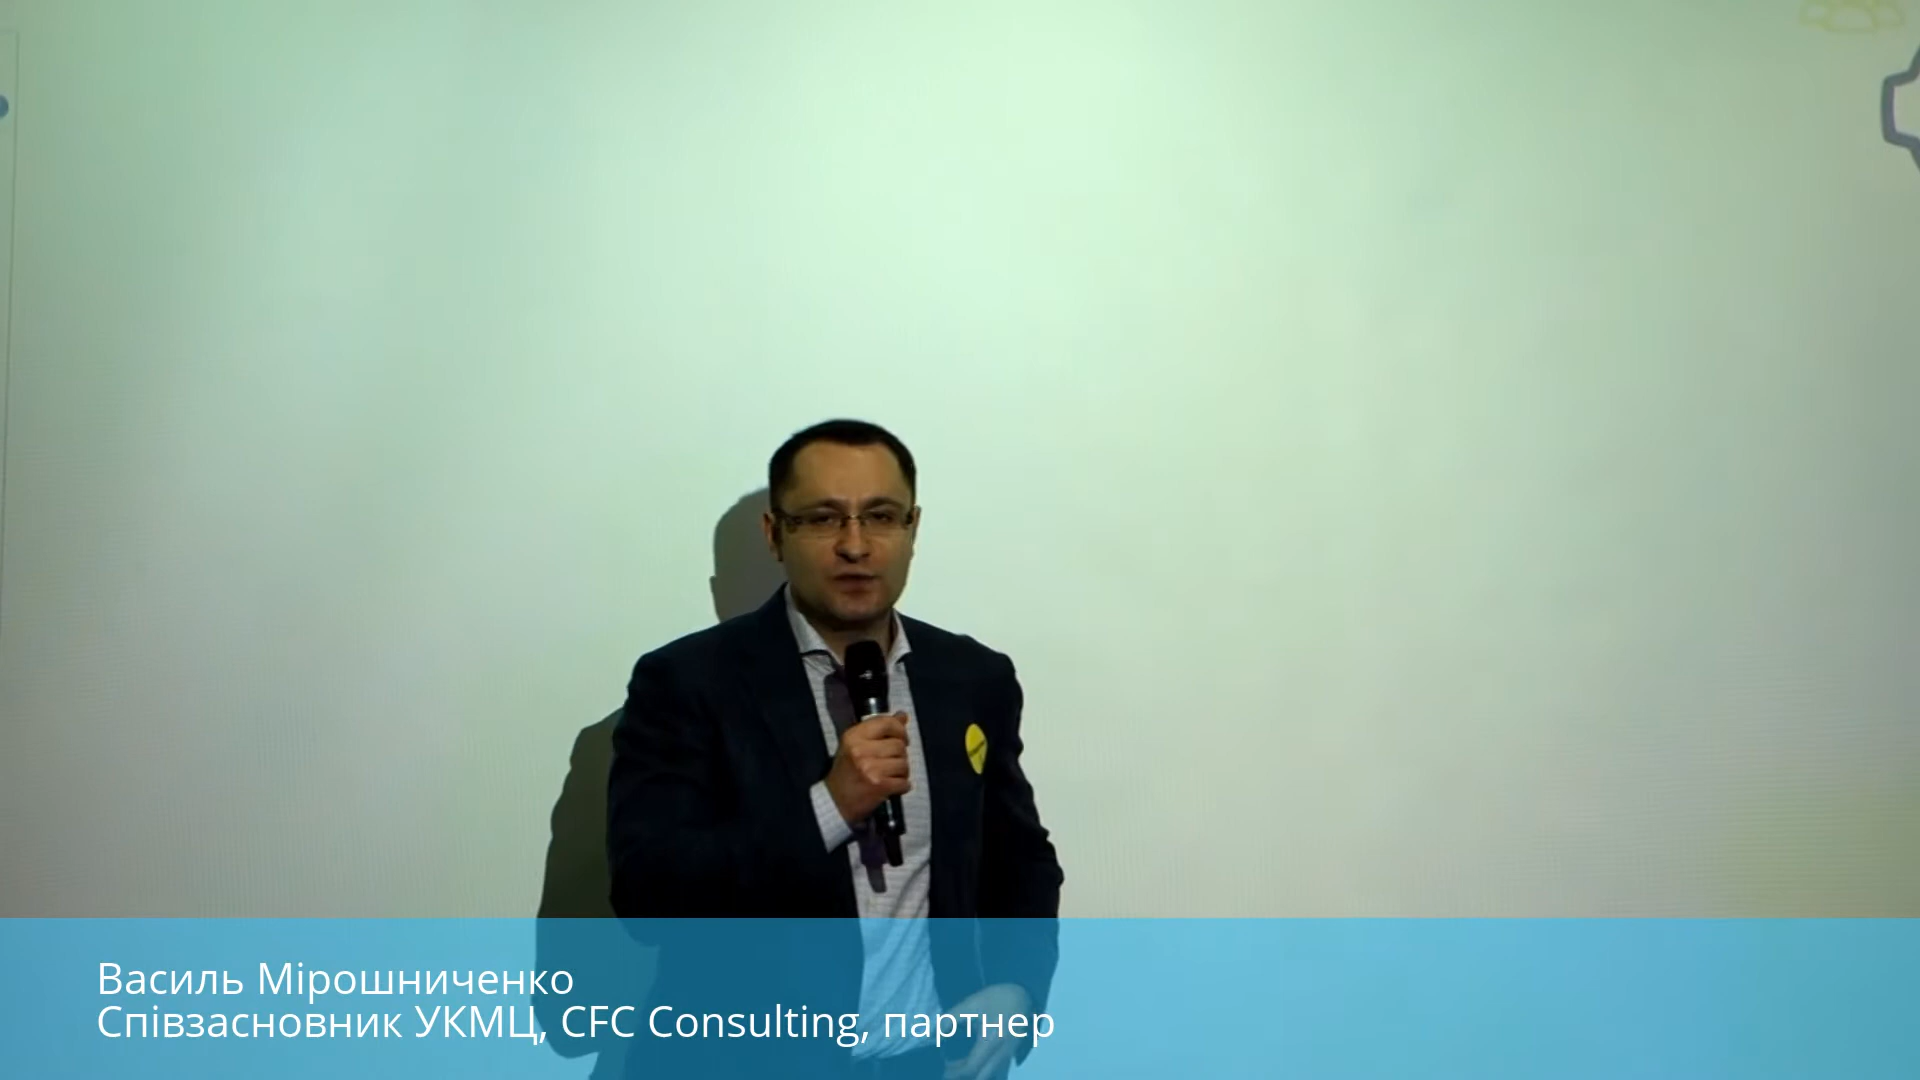 Василь Мірошниченко
Співзасновник УКМЦ, CFC Consulting, партнер